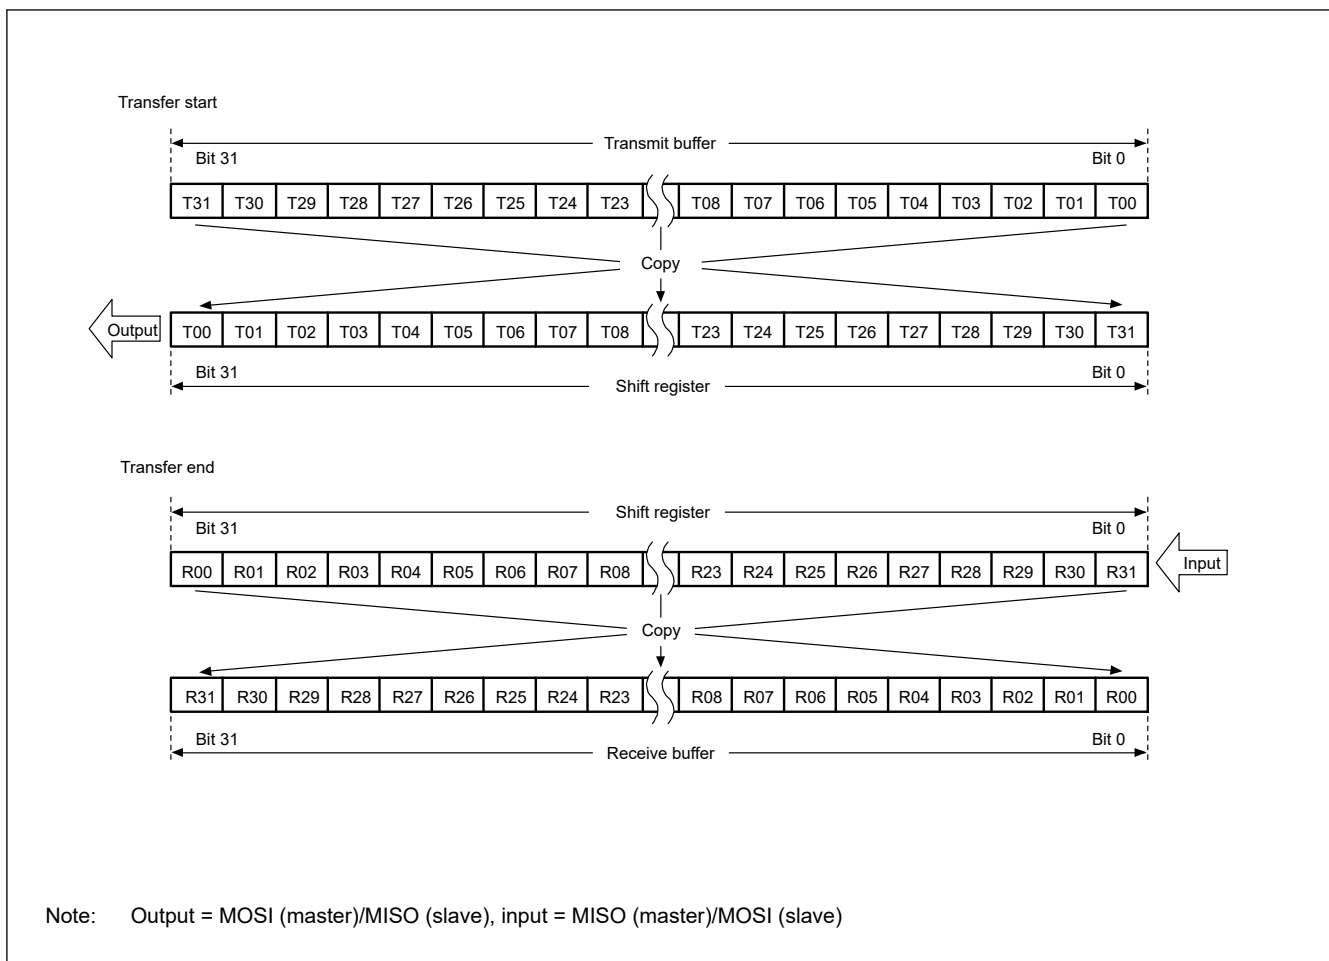 Transfer start
Transmit buffer
Bit 31 Bit 0
T31 T30 T29 T28 T27 T26 T25 T24 T23 T08 T07 T06 T05 T04 T03 T02 T01 T00
Copy
Output T00 T01 T02 T03 T04 T05 T06 T07 T08 T23 T24 T25 T26 T27 T28 T29 T30 T31
Bit 31 Bit 0
Shift register
Transfer end
Shift register
Bit 31 Bit 0
R00 R01 R02 R03 R04 R05 R06 R07 R08 R23 R24 R25 R26 R27 R28 R29 R30 R31 Input
Copy
R31 R30 R29 R28 R27 R26 R25 R24 R23 R08 R07 R06 R05 R04 R03 R02 R01 R00
Bit 31 Bit 0
Receive buffer
Note: Output = MOSI (master)/MISO (slave), input = MISO (master)/MOSI (slave)